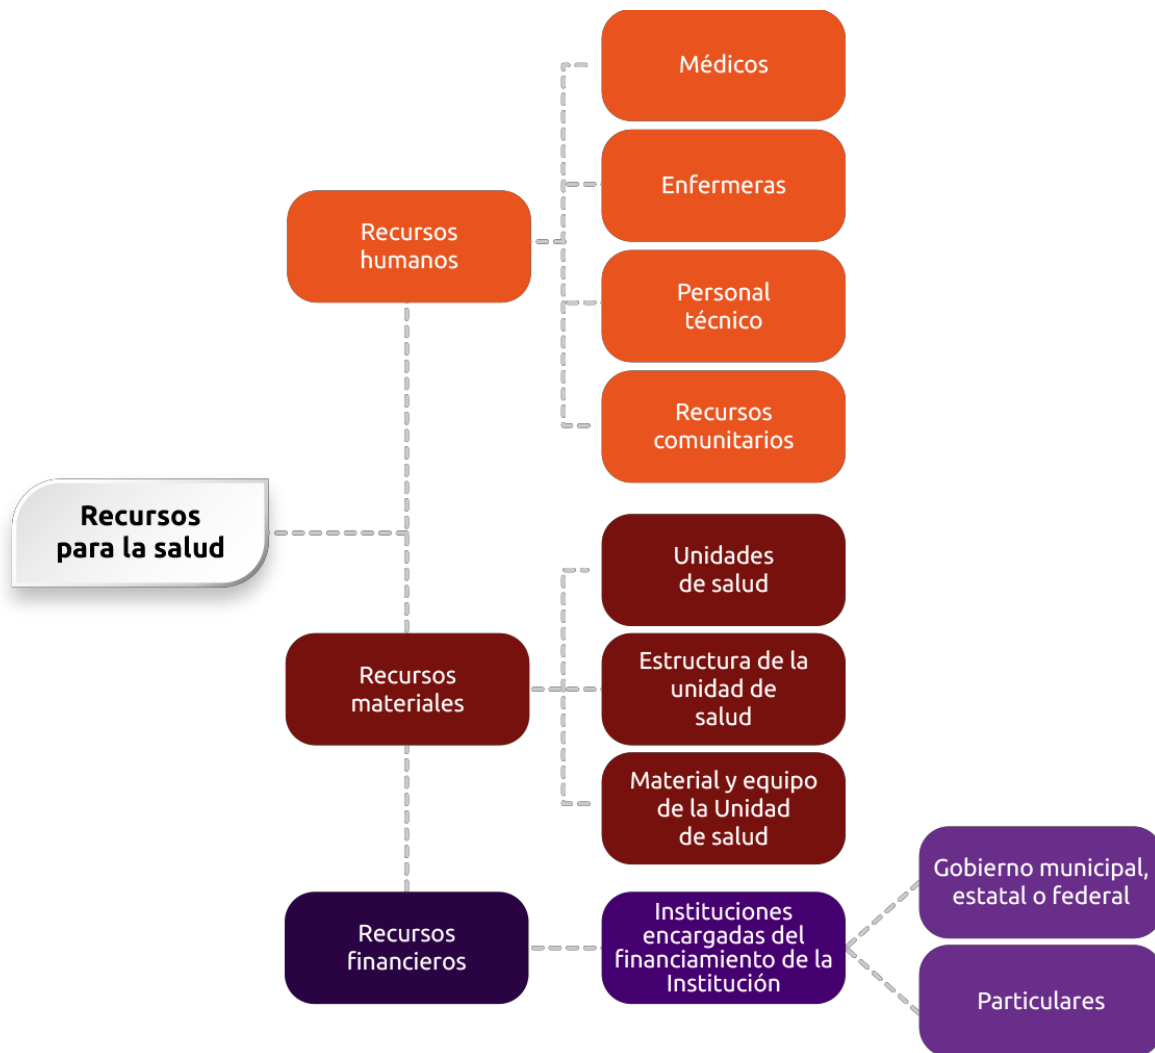 Médicos
Enfermeras
Recursos
humanos
Personal
técnico
Recursos
comunitarios
Recursos
para la salud
Unidades
de salud
Recursos
materiales
Estructura de la
unidad de
salud
Material y equipo
de la Unidad
de salud
Recursos
financieros
Instituciones
encargadas del
financiamiento de la
Institución
Gobierno municipal,
estatal o federal
Particulares